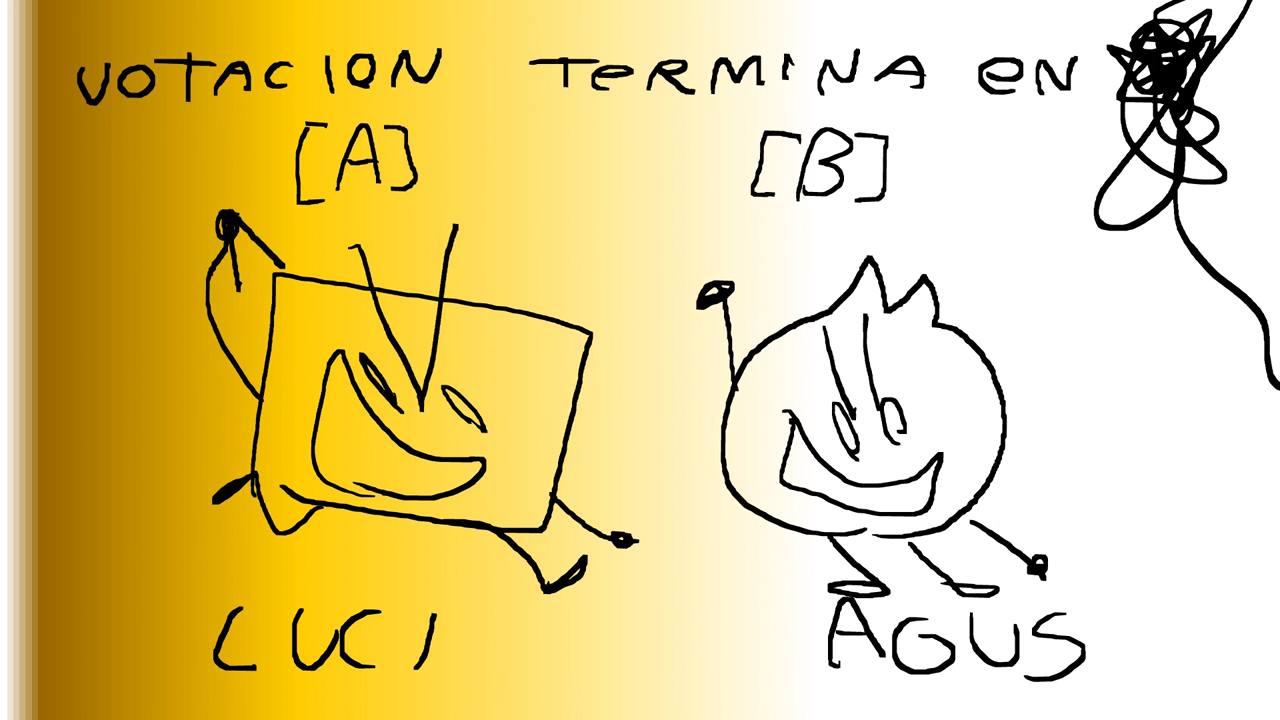 VOTACION TERMINA EN
[A] [B]
LUCI AGUS